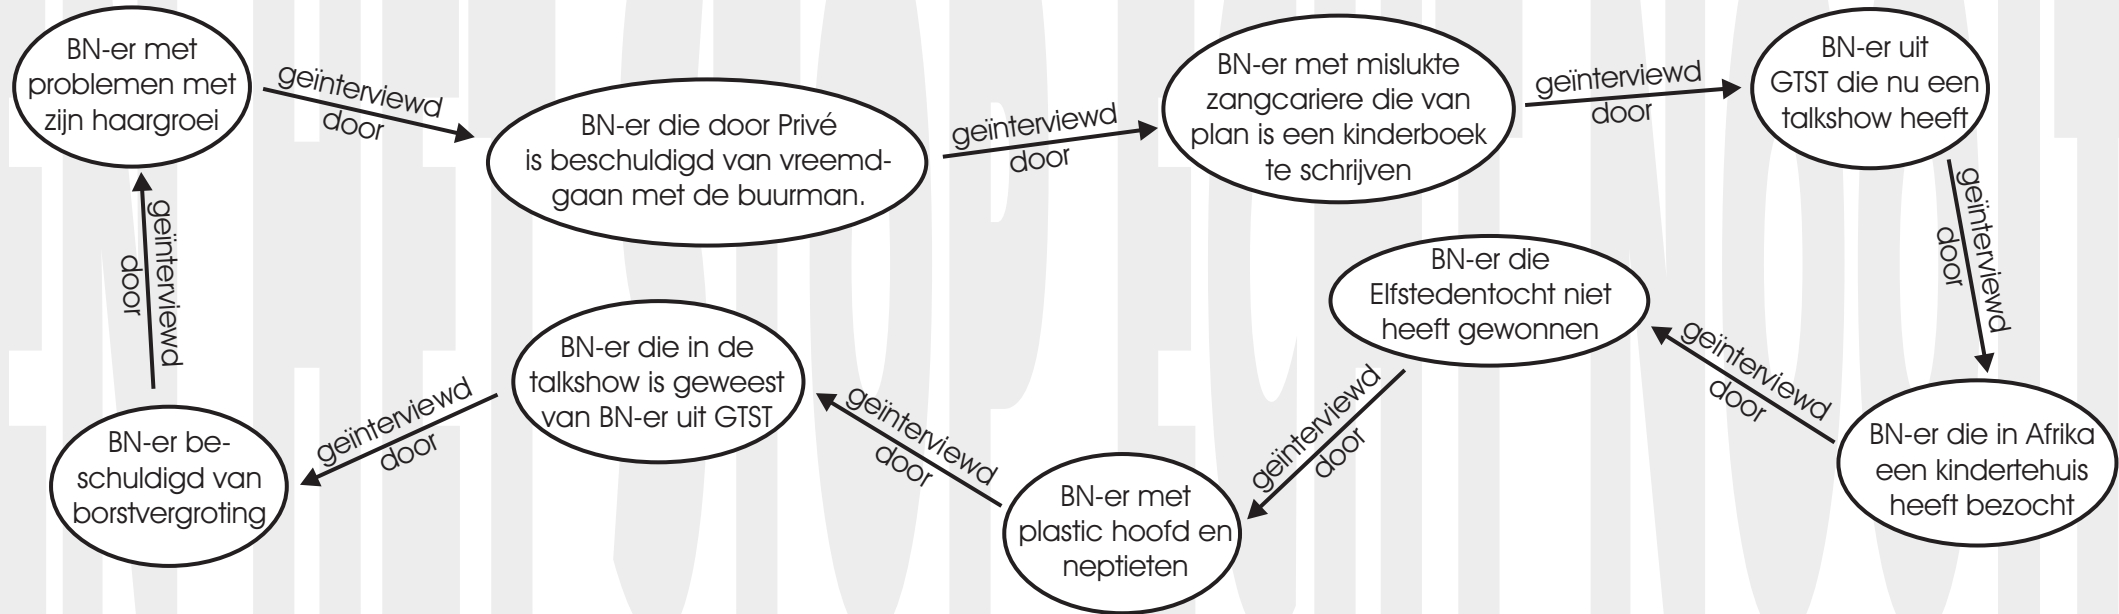 BN-er met
problemen met
zijn haargroei
geïnterviewd
door
BN-er die door Privé
is beschuldigd van vreemd-
gaan met de buurman.
geïnterviewd
door
BN-er met mislukte
zangcariere die van
plan is een kinderboek
te schrijven
geïnterviewd
door
BN-er uit
GTST die nu een
talkshow heeft
geïnterviewd
door
BN-er die in Afrika
een kindertehuis
heeft bezocht
geïnterviewd
door
BN-er die
Elfstedentocht niet
heeft gewonnen
geïnterviewd
door
BN-er met
plastic hoofd en
neptieten
geïnterviewd
door
BN-er die in de
talkshow is geweest
van BN-er uit GTST
geïnterviewd
door
BN-er be-
schuldigd van
borstvergroting
geïnterviewd
door